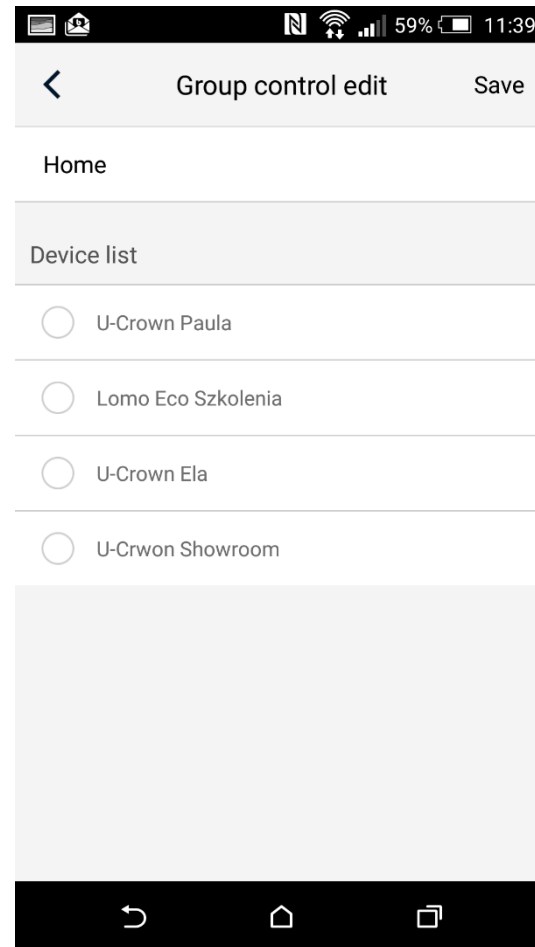 59% 11:39
Group control edit Save
Home
Device list
U-Crown Paula
Lomo Eco Szkolenia
U-Crown Ela
U-Crwon Showroom